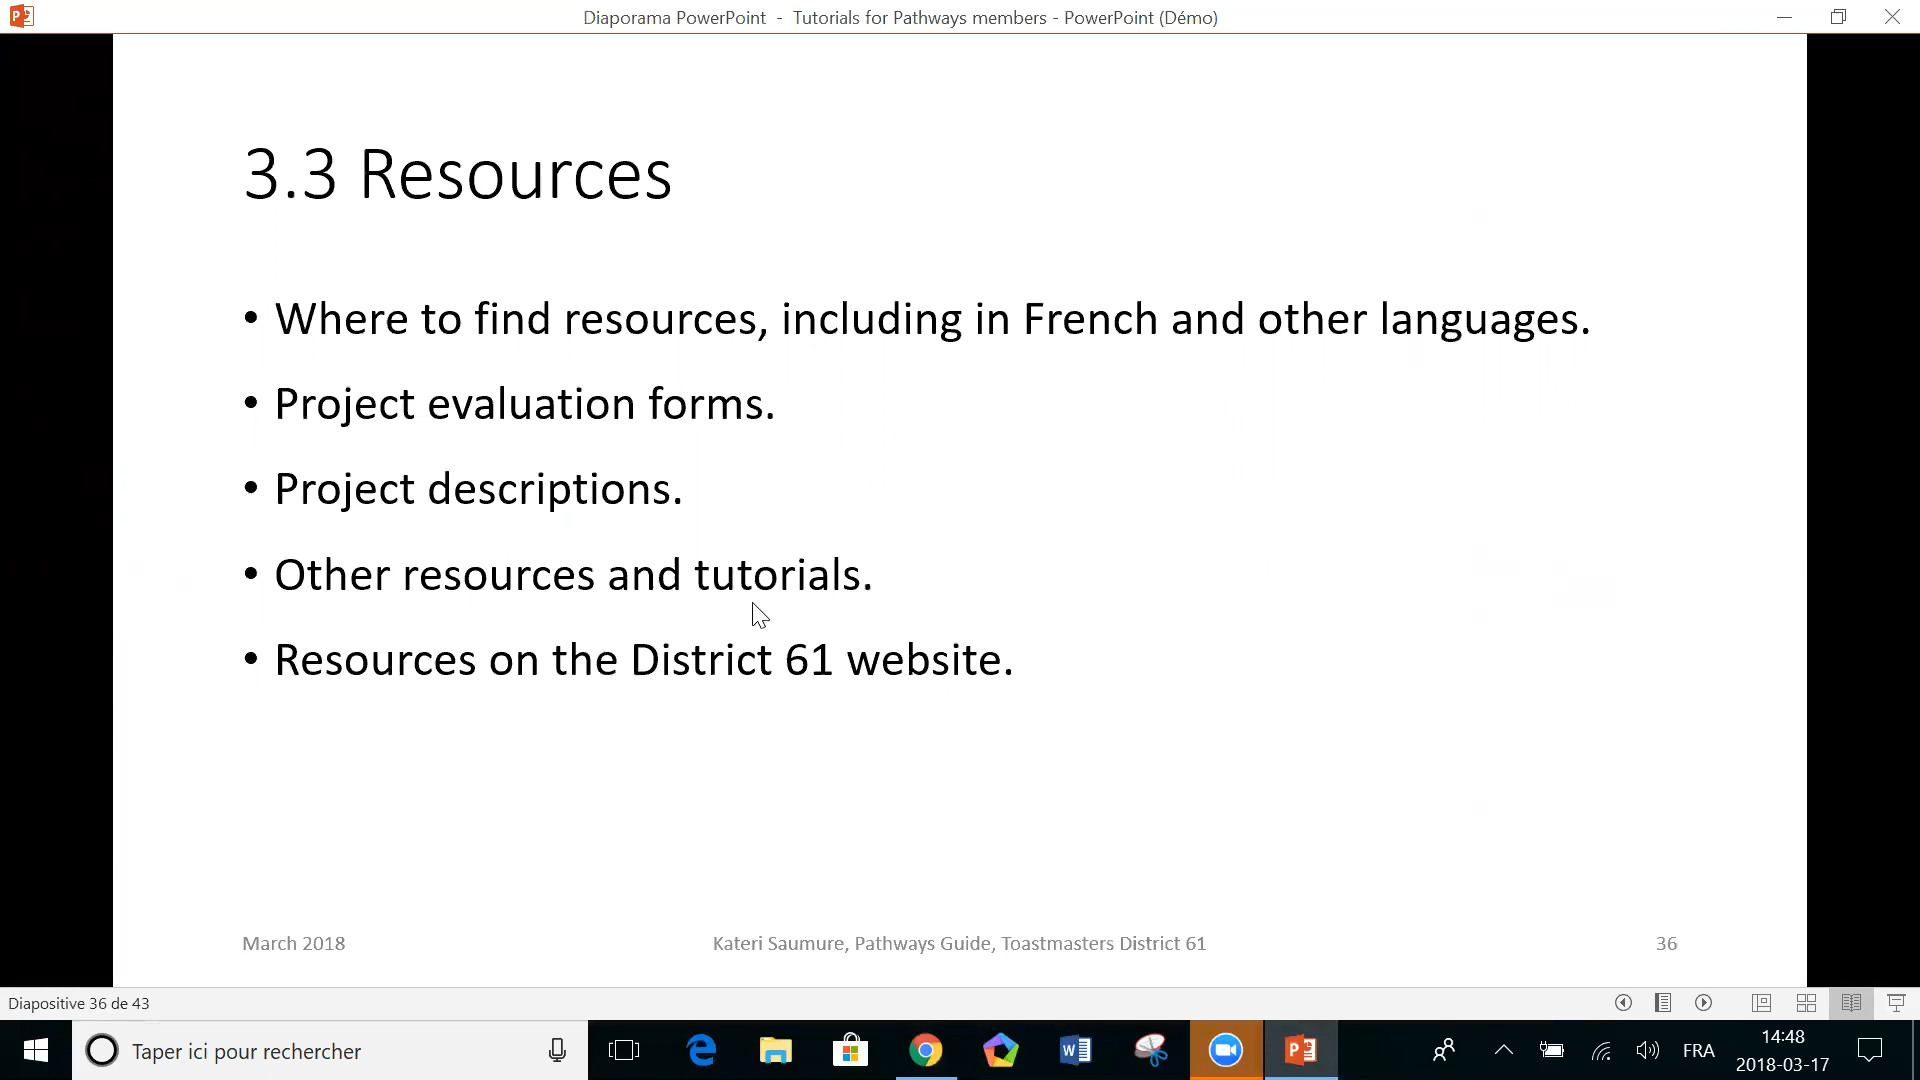 Diaporama PowerPoint - Tutorials for Pathways members - PowerPoint (Démo)
3.3 Resources
• Where to find resources, including in French and other languages.
• Project evaluation forms.
• Project descriptions.
• Other resources and tutorials.
• Resources on the District 61 website.
March 2018
Kateri Saumure, Pathways Guide, Toastmasters District 61
36
Diapositive 36 de 43
Taper ici pour rechercher
FRA
14:48
2018-03-17